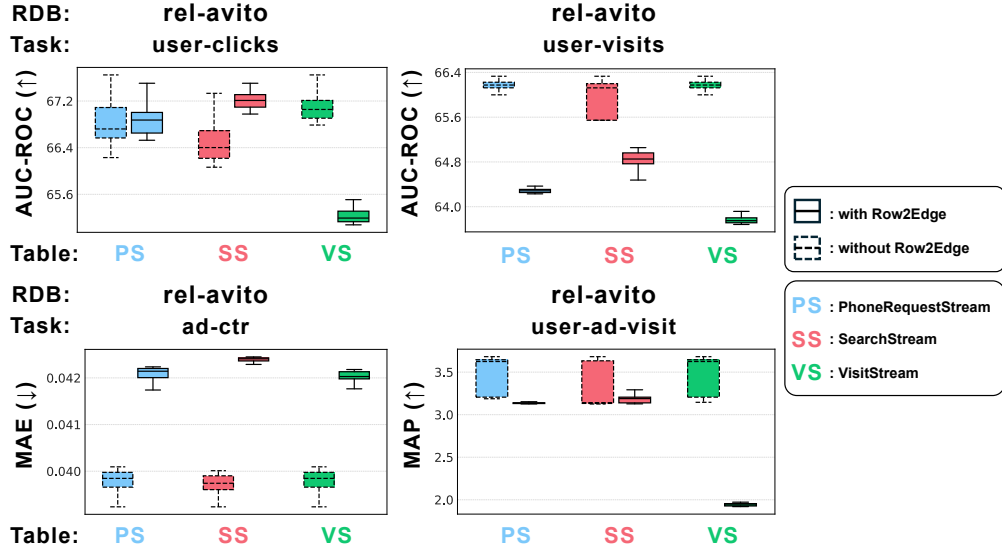 RDB: rel-avito rel-avito
Task: user-clicks user-visits
AUC-ROC (↑)
67.2
66.4
65.6
AUC-ROC (↑)
66.4
65.6
64.8
64.0
Table: PS SS VS PS SS VS
: with Row2Edge
: without Row2Edge
PS : PhoneRequestStream
SS : SearchStream
VS : VisitStream
RDB: rel-avito rel-avito
Task: ad-ctr user-ad-visit
MAE (↓)
0.042
0.041
0.040
MAP (↑)
3.5
3.0
2.5
2.0
Table: PS SS VS PS SS VS